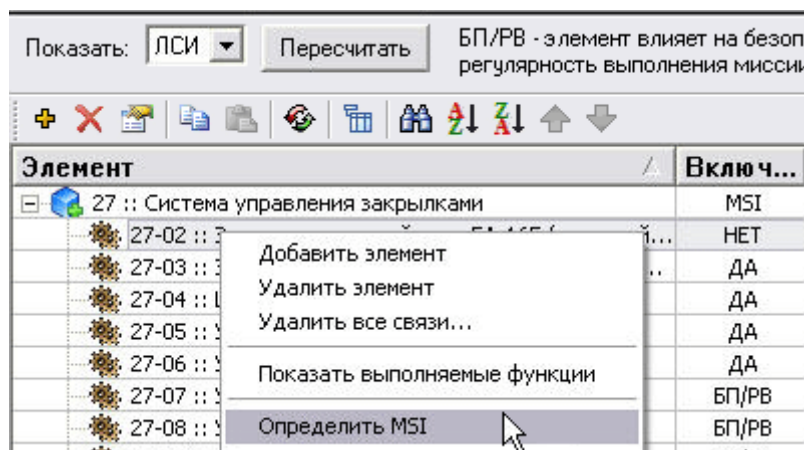 Показать: ЛСИ Пересчитать БП/РВ - элемент влияет на безоп
регулярность выполнения миссии
Элемент Включ...
27 :: Система управления закрылками MSI
27-02 :: НЕТ
27-03 :: ДА
27-04 :: ДА
27-05 :: ДА
27-06 :: ДА
27-07 :: БП/РВ
27-08 :: БП/РВ
Добавить элемент
Удалить элемент
Удалить все связи...
Показать выполняемые функции
Определить MSI